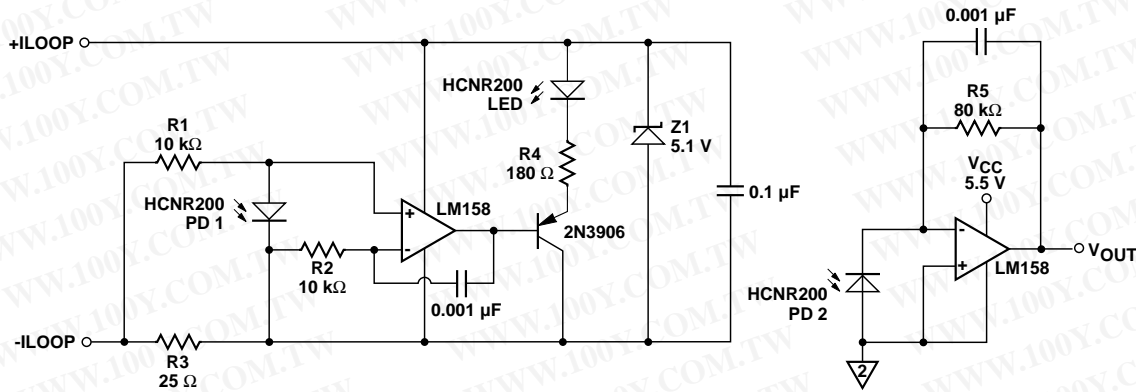 +ILOOP
HCNR200
LED
R4
180 Ω
Z1
5.1 V
0.1 µF
R1
10 kΩ
HCNR200
PD 1
LM158
+
-
2N3906
R2
10 kΩ
0.001 µF
-ILOOP
R3
25 Ω
0.001 µF
R5
80 kΩ
VCC
5.5 V
-
+
LM158
VOUT
HCNR200
PD 2
2
WWW.100Y.COM.TW